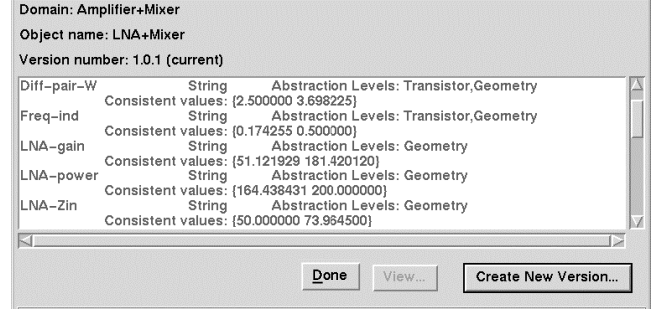 Domain: Amplifier+Mixer
Object name: LNA+Mixer
Version number: 1.0.1 (current)
Diff-pair-W String Abstraction Levels: Transistor,Geometry
Consistent values: {2.500000 3.698225}
Freq-ind String Abstraction Levels: Transistor,Geometry
Consistent values: {0.174255 0.500000}
LNA-gain String Abstraction Levels: Geometry
Consistent values: {51.121929 181.420120}
LNA-power String Abstraction Levels: Geometry
Consistent values: {164.438431 200.000000}
LNA-Zin String Abstraction Levels: Geometry
Consistent values: {50.000000 73.964500}
Done View... Create New Version...